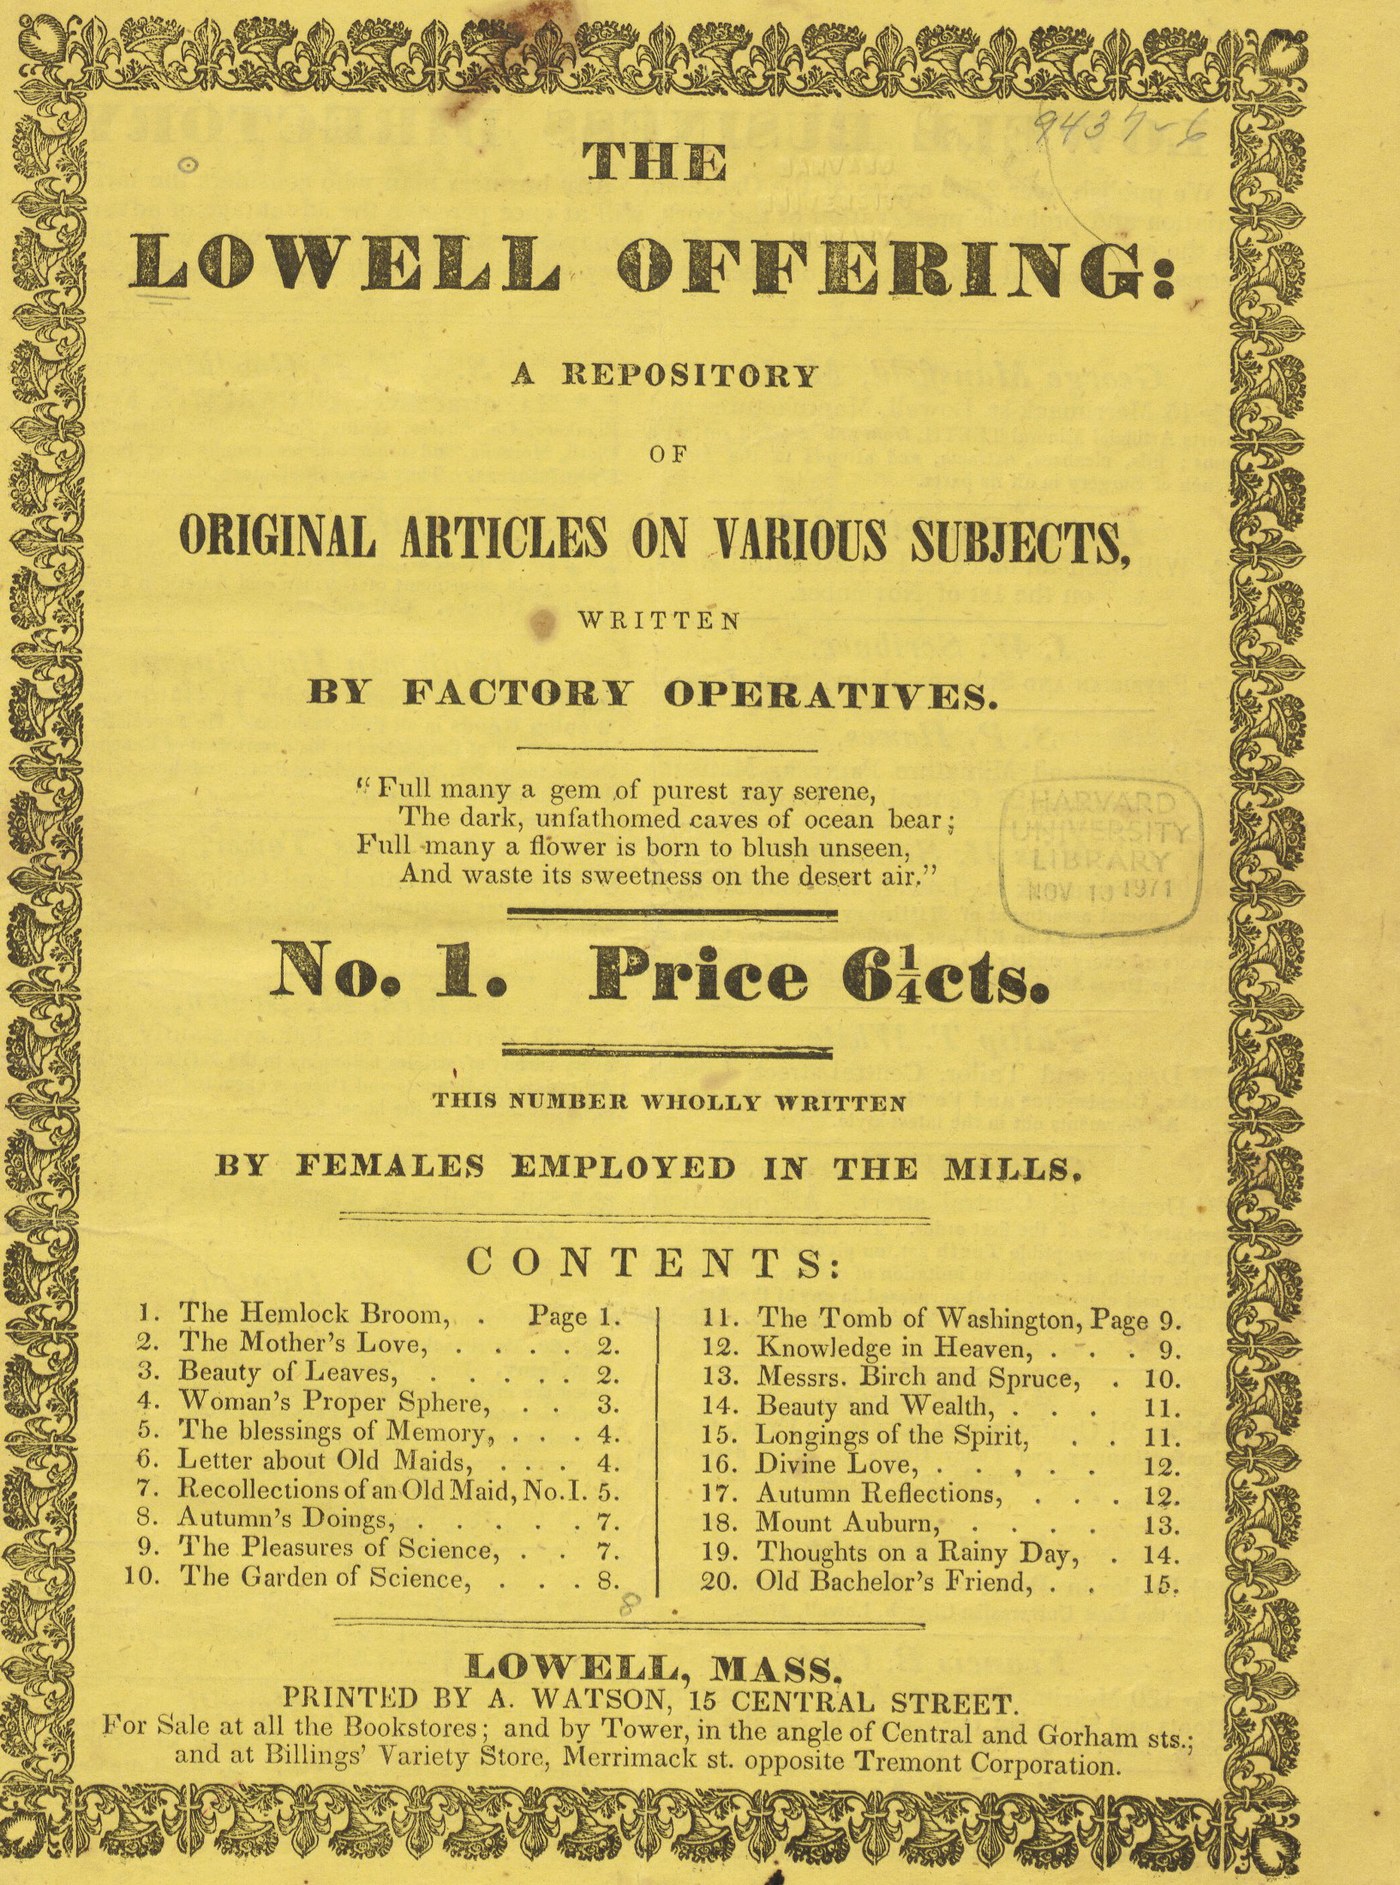 9437-6
THE
LOWELL OFFERING:
A REPOSITORY
OF
ORIGINAL ARTICLES ON VARIOUS SUBJECTS,
WRITTEN
BY FACTORY OPERATIVES.
"Full many a gem of purest ray serene,
The dark, unfathomed caves of ocean bear;
Full many a flower is born to blush unseen,
And waste its sweetness on the desert air."
HARVARD
UNIVERSITY
LIBRARY
NOV 10 1971
No. 1. Price 6¼cts.
THIS NUMBER WHOLLY WRITTEN
BY FEMALES EMPLOYED IN THE MILLS.
CONTENTS:
1. The Hemlock Broom, . Page 1.
2. The Mother's Love, . . . . 2.
3. Beauty of Leaves, . . . . . 2.
4. Woman's Proper Sphere, . . 3.
5. The blessings of Memory, . . . 4.
6. Letter about Old Maids, . . . 4.
7. Recollections of an Old Maid, No. I. 5.
8. Autumn's Doings, . . . . . 7.
9. The Pleasures of Science, . . 7.
10. The Garden of Science, . . . 8.
8
11. The Tomb of Washington, Page 9.
12. Knowledge in Heaven, . . . 9.
13. Messrs. Birch and Spruce, . 10.
14. Beauty and Wealth, . . . 11.
15. Longings of the Spirit, . . 11.
16. Divine Love, . . . . . 12.
17. Autumn Reflections, . . . 12.
18. Mount Auburn, . . . . 13.
19. Thoughts on a Rainy Day, . 14.
20. Old Bachelor's Friend, . . 15.
LOWELL, MASS.
PRINTED BY A. WATSON, 15 CENTRAL STREET.
For Sale at all the Bookstores; and by Tower, in the angle of Central and Gorham sts.;
and at Billings' Variety Store, Merrimack st. opposite Tremont Corporation.